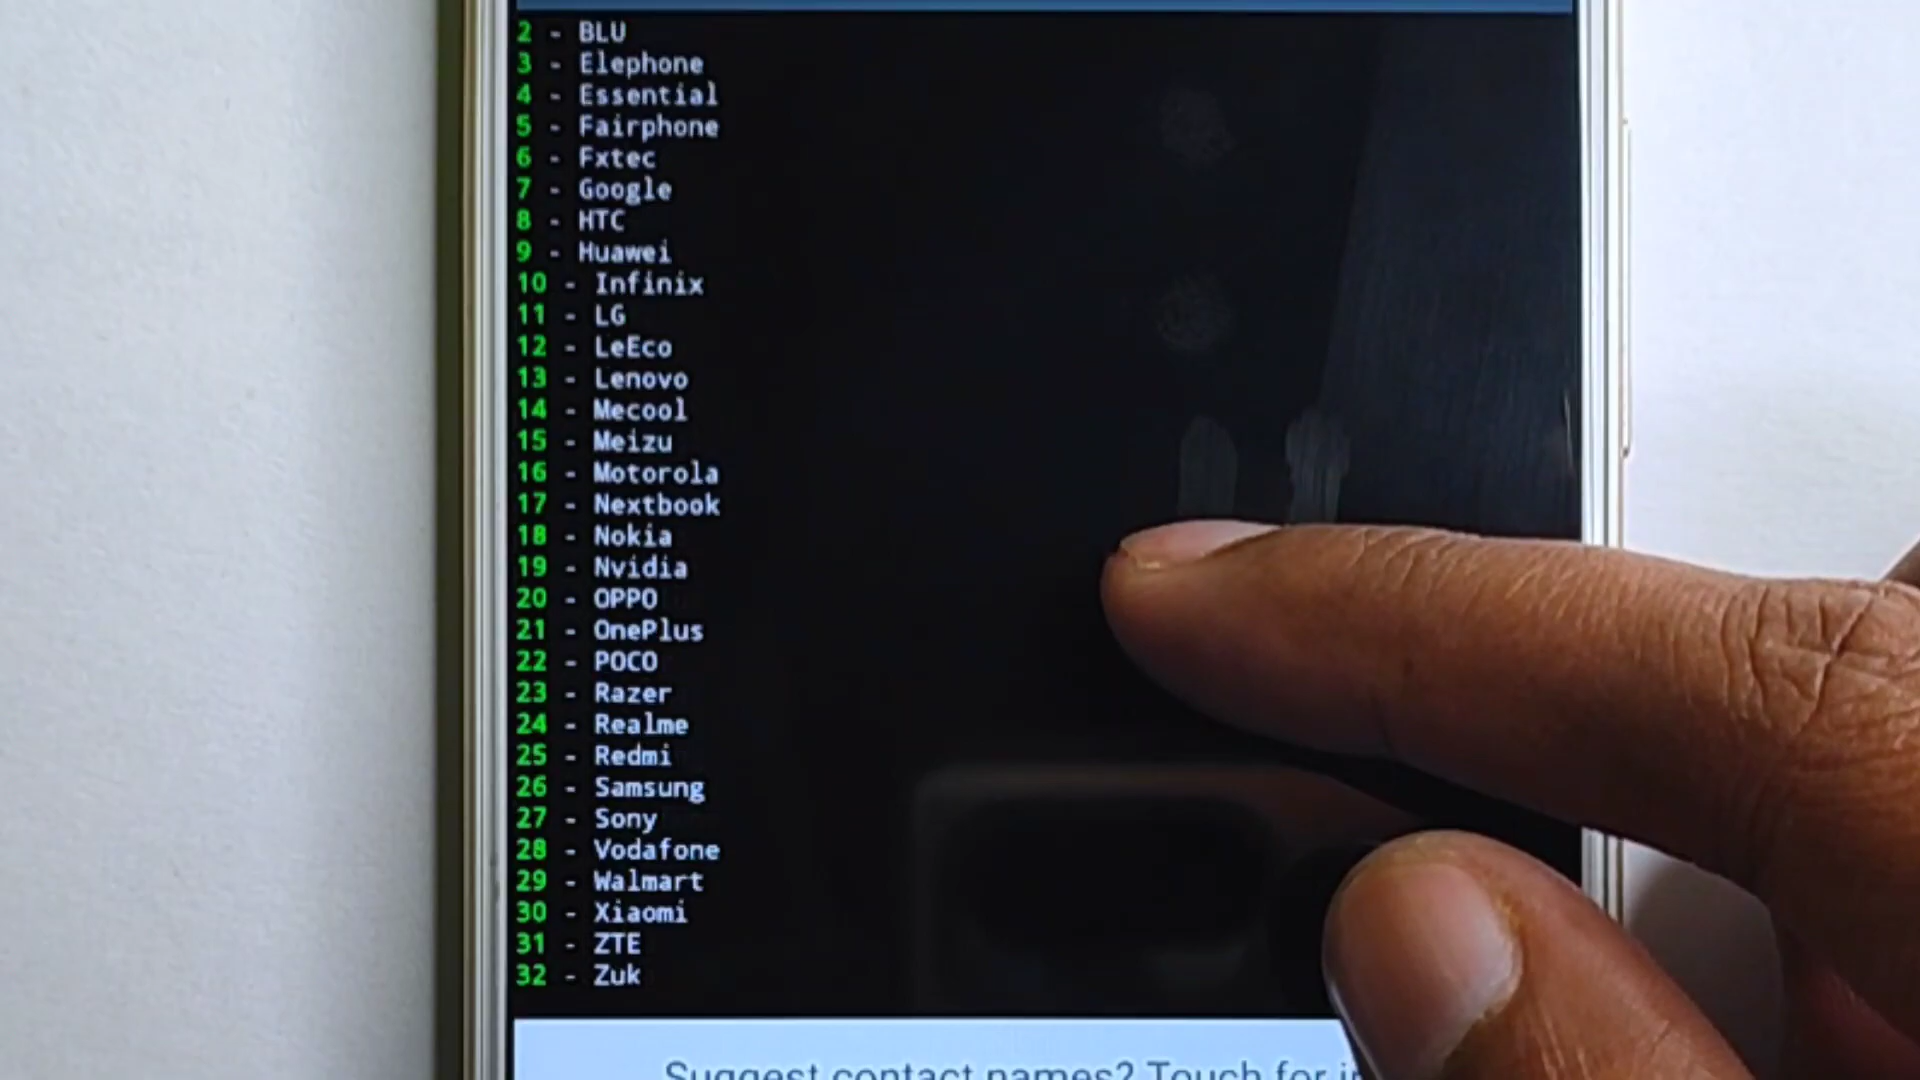 2 - BLU
3 - Elephone
4 - Essential
5 - Fairphone
6 - Fxtec
7 - Google
8 - HTC
9 - Huawei
10 - Infinix
11 - LG
12 - LeEco
13 - Lenovo
14 - Mecool
15 - Meizu
16 - Motorola
17 - Nextbook
18 - Nokia
19 - Nvidia
20 - OPPO
21 - OnePlus
22 - POCO
23 - Razer
24 - Realme
25 - Redmi
26 - Samsung
27 - Sony
28 - Vodafone
29 - Walmart
30 - Xiaomi
31 - ZTE
32 - Zuk
Suggest contact names? Touch for